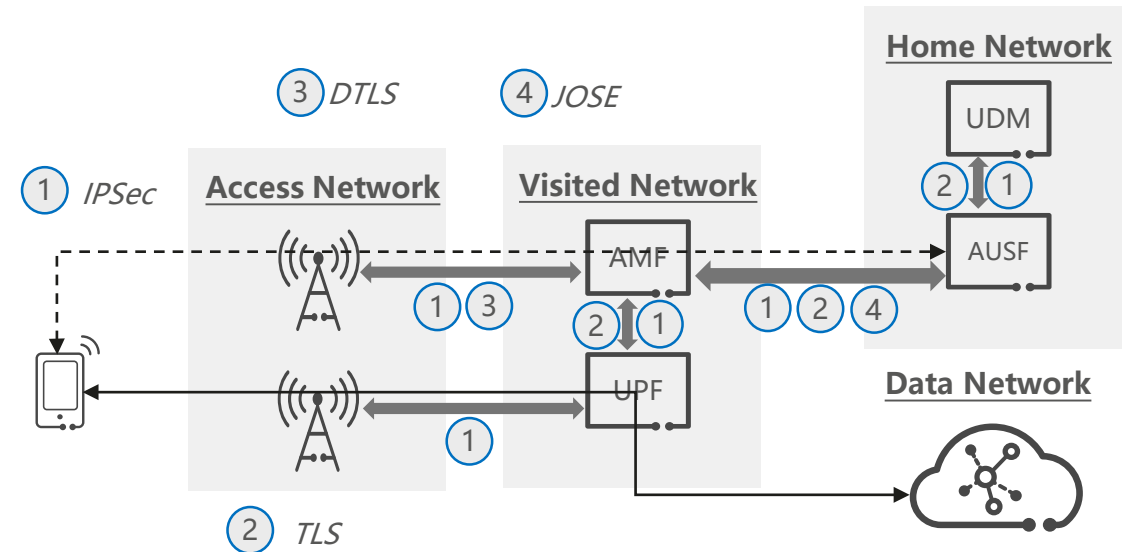 Home Network
3 DTLS
4 JOSE
UDM
1 IPSec
Access Network
Visited Network
2 1
AMF
AUSF
1 3
2 1
1 2 4
UPF
Data Network
1
2 TLS